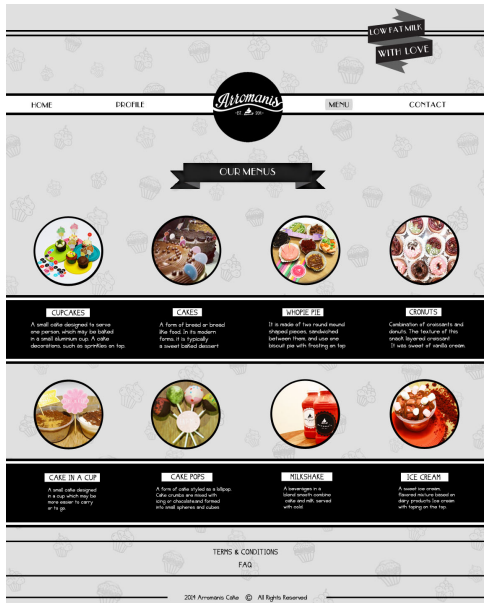 LOW FAT MILK
WITH LOVE
HOME
PROFILE
Arromanis
MENU
CONTACT
OUR MENUS
CUPCAKES
A small cake designed to serve
one person, which may be baked
in a small aluminium cup. A cake
decorations, such as sprinkles on top
CAKES
A form of bread or bread
like food. In its modern
forms, it is typically
a sweet baked dessert
WHOPIE PIE
It is made of two round mound
shaped pieces, sandwiched
between them, and use one
biscuit pie with frosting on top
CRONUTS
Combination of croissants and
donuts. The texture of this
snack layered croissant
It was sweet of vanilla cream
CAKE IN A CUP
A small cake designed
in a cup which may be
more easier to carry
or to go.
CAKE POPS
A form of cake styled as a lollipop.
Cake crumbs are mixed with
icing or chocolateand formed
into small spheres and cubes
MILKSHAKE
A beverages in a
blend smooth combine
cake and milk served
with cold.
ICE CREAM
A sweet ice cream.
flavored mixture based on
dairy products Ice cream
with toping on the top.
TERMS & CONDITIONS
F.A.Q
2014 Arromanis Cake © All Rights Reserved